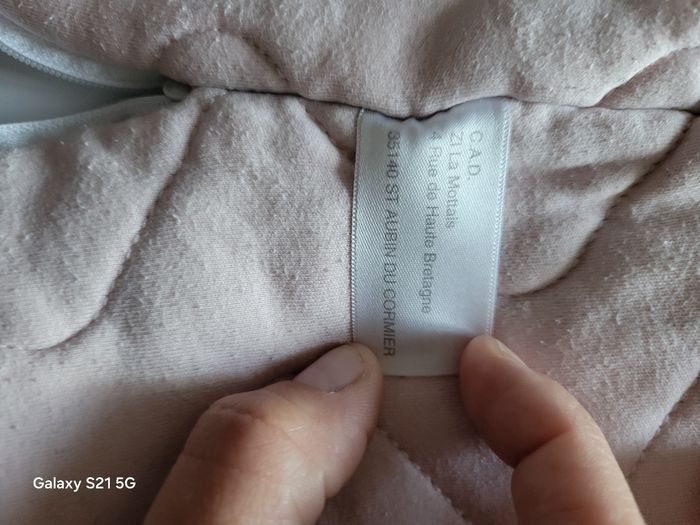 C.A.D.
ZI La Mottais
4 Rue de Haute Bretagne
35140 ST AUBIN DU CORMIER
Galaxy S21 5G